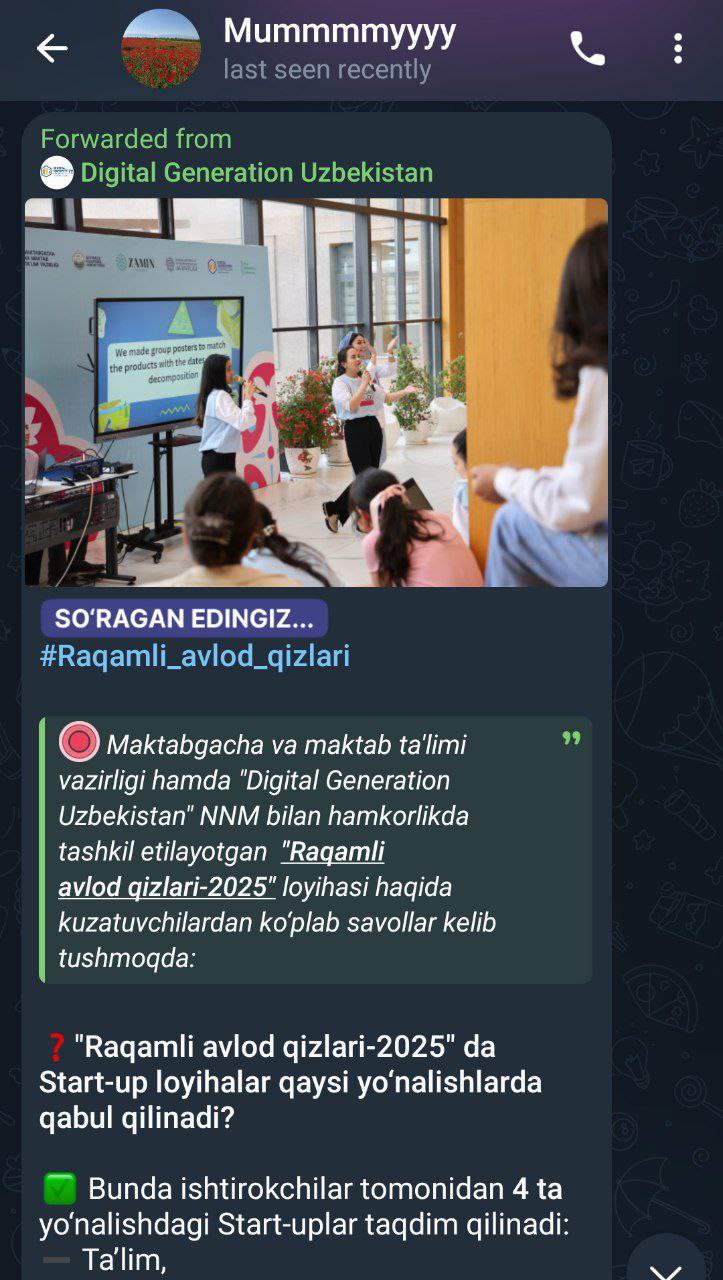 Mummmmyyyy
last seen recently
Forwarded from
Digital Generation Uzbekistan
ZAMIN
We made group posters to match
the products with the dates
decomposition
SO‘RAGAN EDINGIZ...
#Raqamli_avlod_qizlari
Maktabgacha va maktab ta'limi
vazirligi hamda "Digital Generation
Uzbekistan" NNM bilan hamkorlikda
tashkil etilayotgan "Raqamli
avlod qizlari-2025" loyihasi haqida
kuzatuvchilardan ko‘plab savollar kelib
tushmoqda:
❓"Raqamli avlod qizlari-2025" da
Start-up loyihalar qaysi yo‘nalishlarda
qabul qilinadi?
✅ Bunda ishtirokchilar tomonidan 4 ta
yo‘nalishdagi Start-uplar taqdim qilinadi:
➖ Ta’lim,